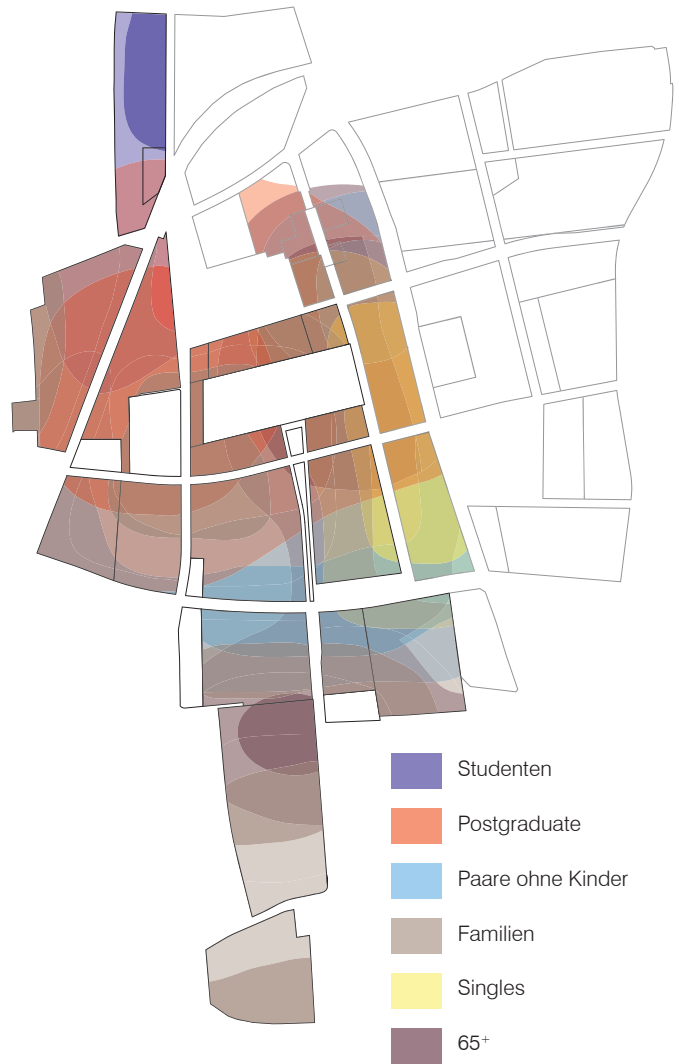 Studenten
Postgraduate
Paare ohne Kinder
Familien
Singles
65⁺